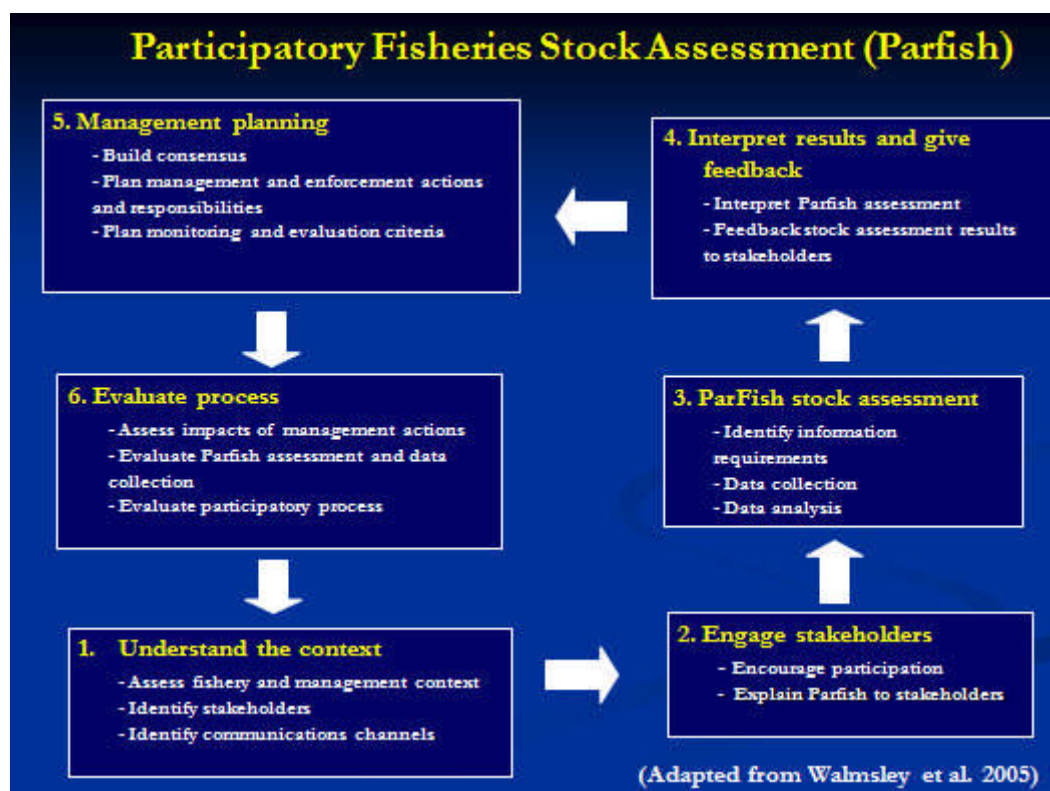 Participatory Fisheries Stock Assessment (Parfish)
5. Management planning
- Build consensus
- Plan management and enforcement actions
and responsibilities
- Plan monitoring and evaluation criteria
4. Interpret results and give
feedback
- Interpret Parfish assessment
- Feedback stock assessment results
to stakeholders
6. Evaluate process
- Assess impacts of management actions
- Evaluate Parfish assessment and data
collection
- Evaluate participatory process
3. ParFish stock assessment
- Identify information
requirements
- Data collection
- Data analysis
1. Understand the context
- Assess fishery and management context
- Identify stakeholders
- Identify communications channels
2. Engage stakeholders
- Encourage participation
- Explain Parfish to stakeholders
(Adapted from Walmsley et al. 2005)